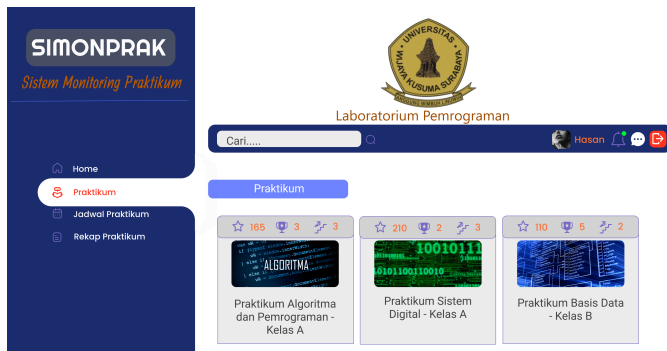 SIMONPRAK
Sistem Monitoring Praktikum
Home
Praktikum
Jadwal Praktikum
Rekap Praktikum
UNIVERSITAS
WIJAYA KUSUMA SURABAYA
Laboratorium Pemrograman
Cari.....
Hasan
Praktikum
165 3 3
ALGORITMA
Praktikum Algoritma
dan Pemrograman -
Kelas A
210 2 3
10010111
10101100110010
Praktikum Sistem
Digital - Kelas A
110 5 2
Praktikum Basis Data
- Kelas B